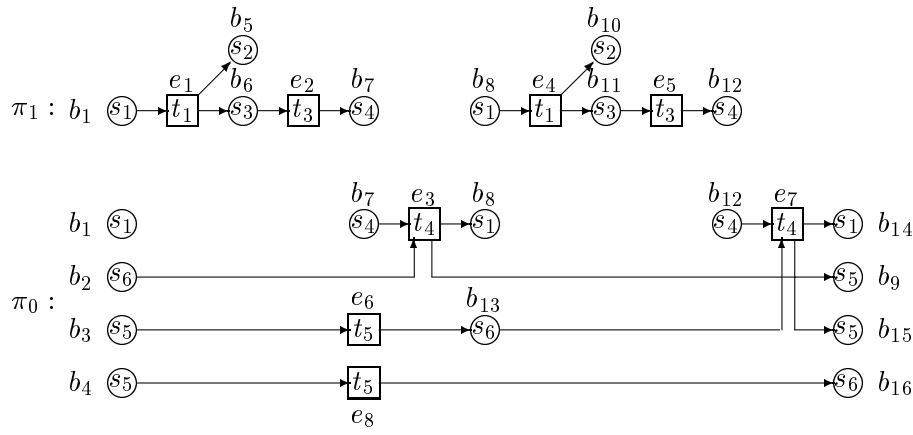 b₅ b₁₀
s₂ s₂
e₁ b₆ e₂ b₇ b₈ e₄ b₁₁ e₅ b₁₂
π₁ : b₁ s₁ t₁ s₃ t₃ s₄ s₁ t₁ s₃ t₃ s₄
b₇ e₃ b₈ b₁₂ e₇
b₁ s₁ s₄ t₄ s₁ s₄ t₄ s₁ b₁₄
b₂ s₆ s₅ b₉
π₀ :
e₆ b₁₃
b₃ s₅ t₅ s₆ s₅ b₁₅
b₄ s₅ t₅ s₆ b₁₆
e₈